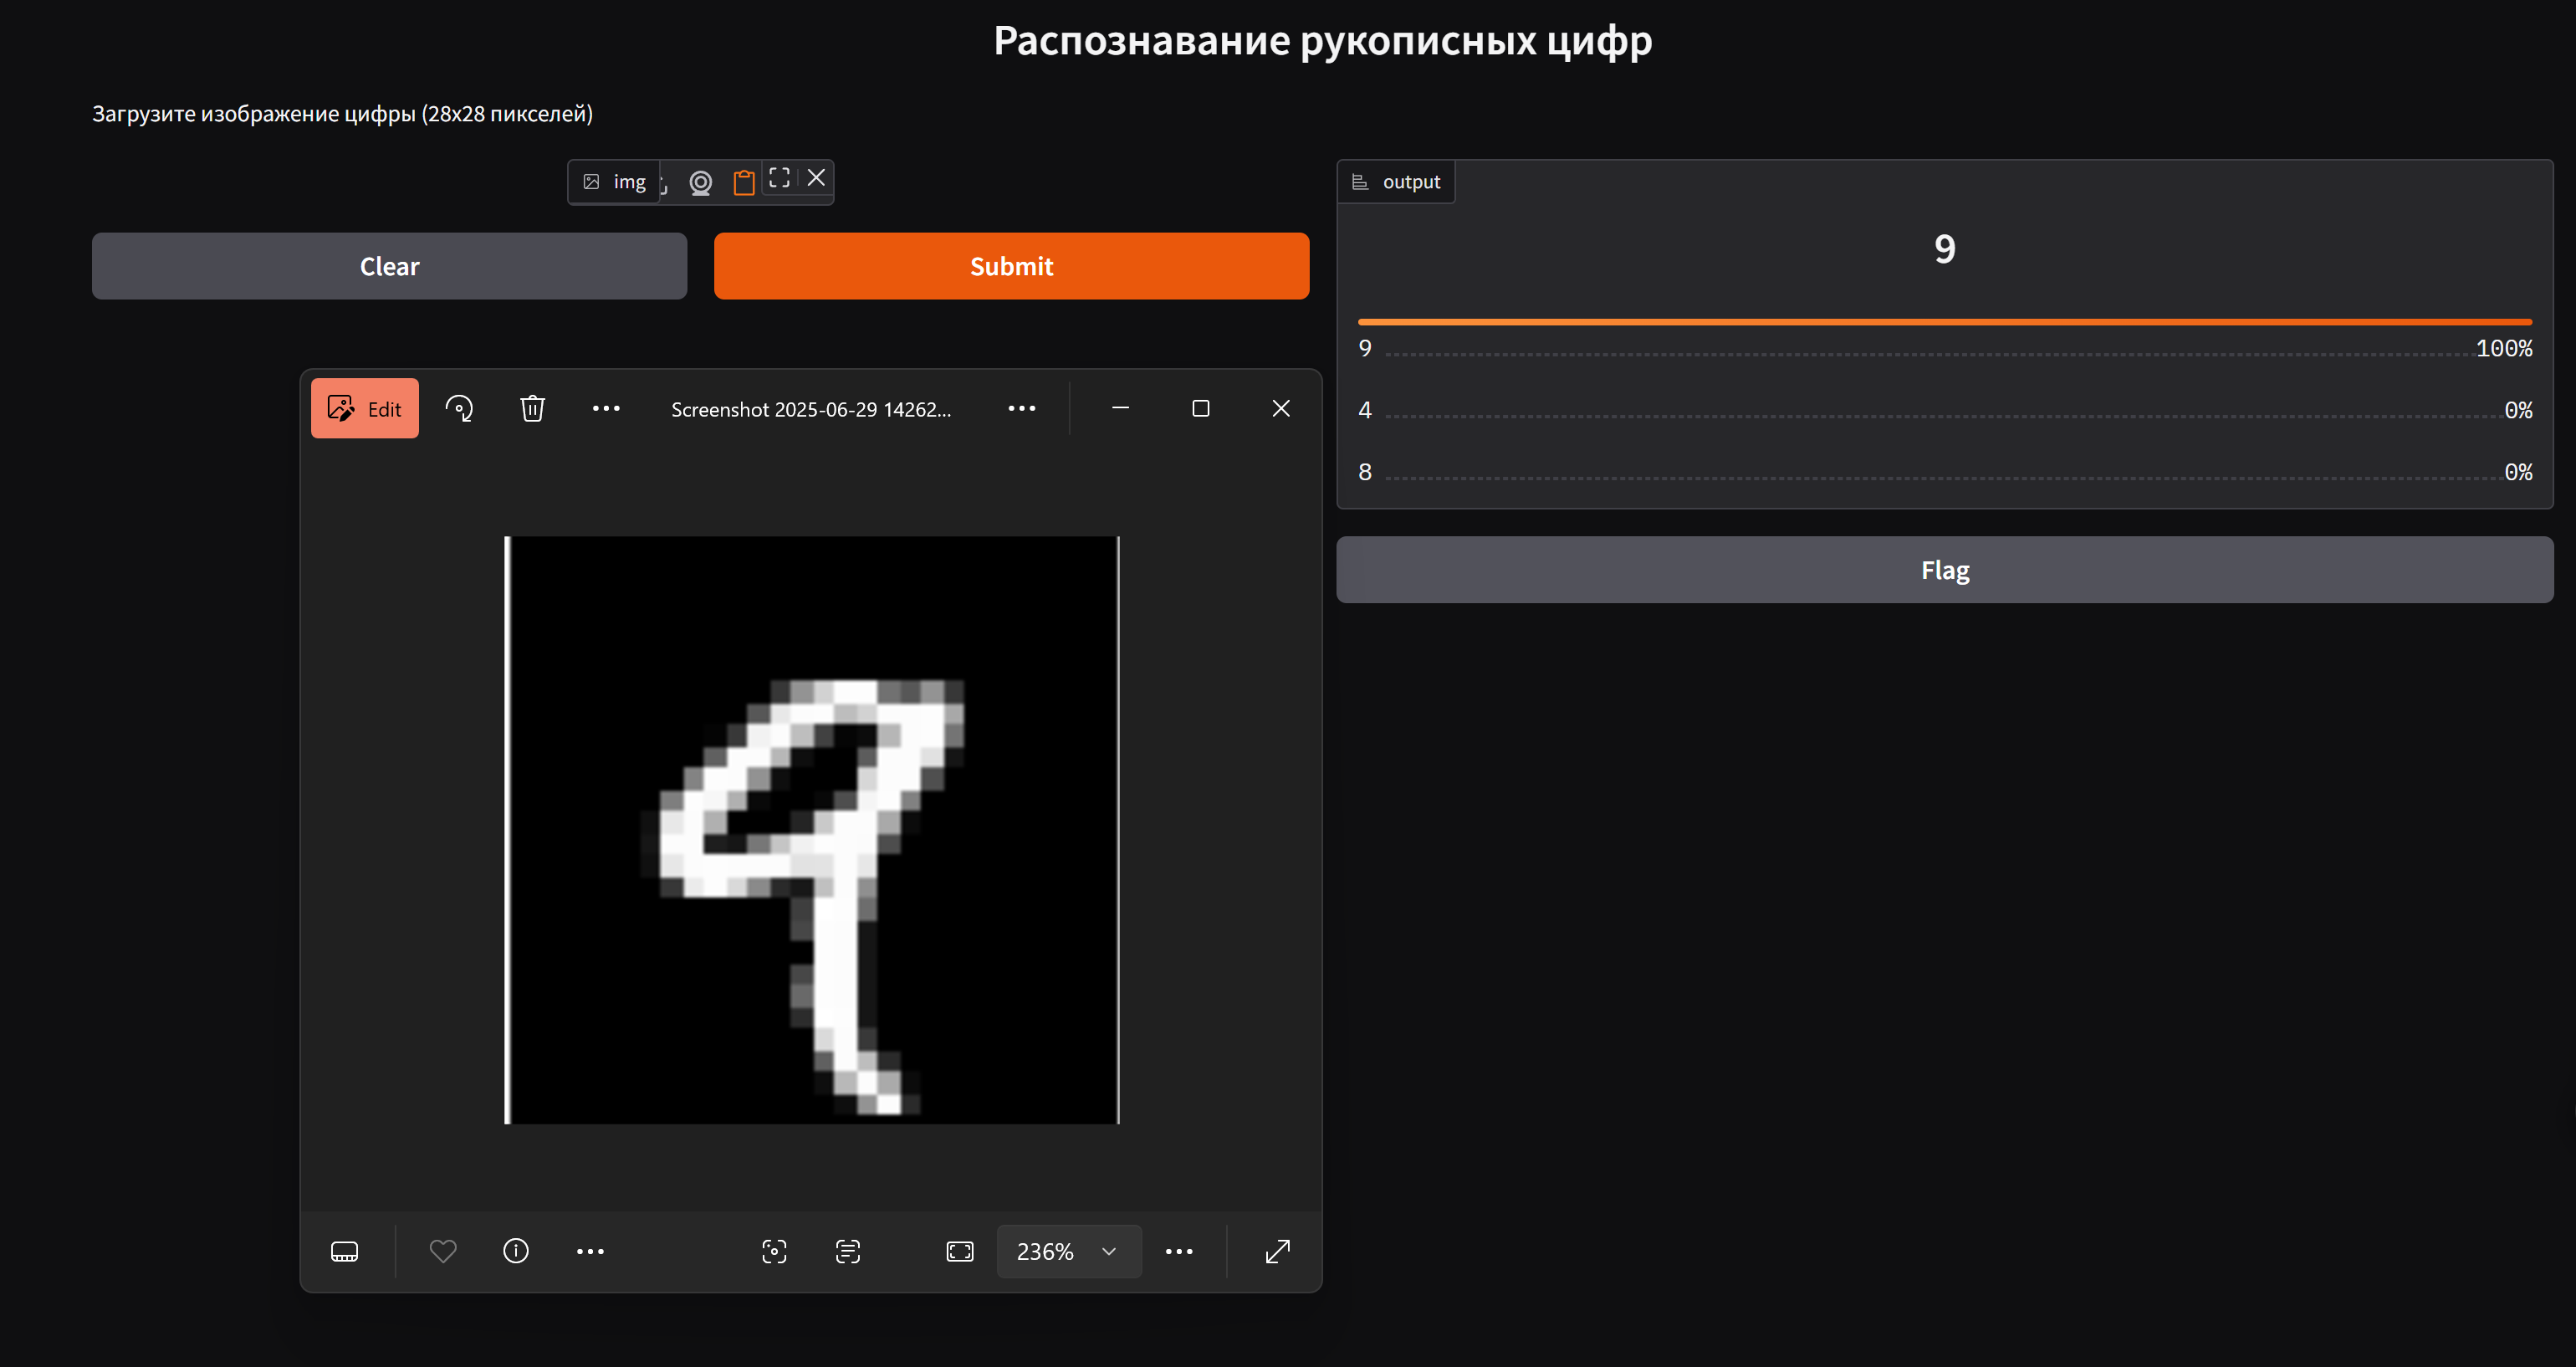 Распознавание рукописных цифр
Загрузите изображение цифры (28x28 пикселей)
img
Clear
Submit
output
9
9 100%
4 0%
8 0%
Flag
Edit
Screenshot 2025-06-29 14262...
9
236%